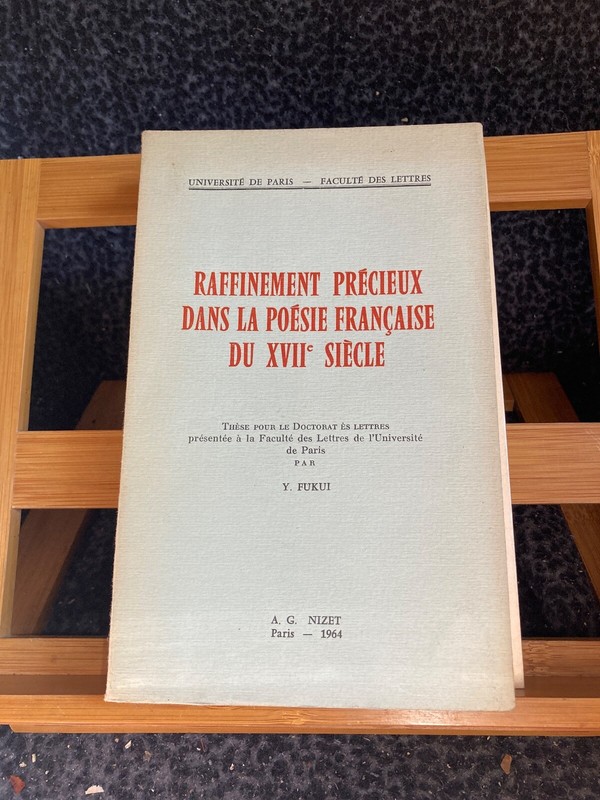 UNIVERSITÉ DE PARIS — FACULTÉ DES LETTRES
RAFFINEMENT PRÉCIEUX
DANS LA POÉSIE FRANÇAISE
DU XVIIe SIÈCLE
THÈSE POUR LE DOCTORAT ÈS LETTRES
présentée à la Faculté des Lettres de l'Université
de Paris
PAR
Y. FUKUI
A. G. NIZET
Paris — 1964